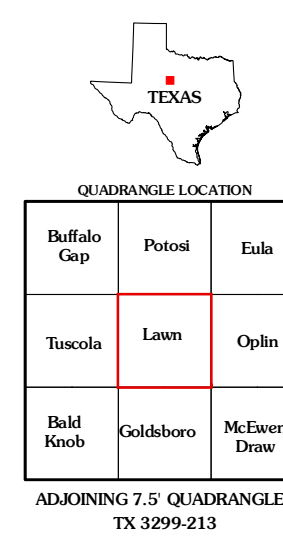 TEXAS
QUADRANGLE LOCATION
Buffalo
Gap
Potosi
Eula
Tuscola
Lawn
Oplin
Bald
Knob
Goldsboro
McEwen
Draw
ADJOINING 7.5' QUADRANGLE
TX 3299-213